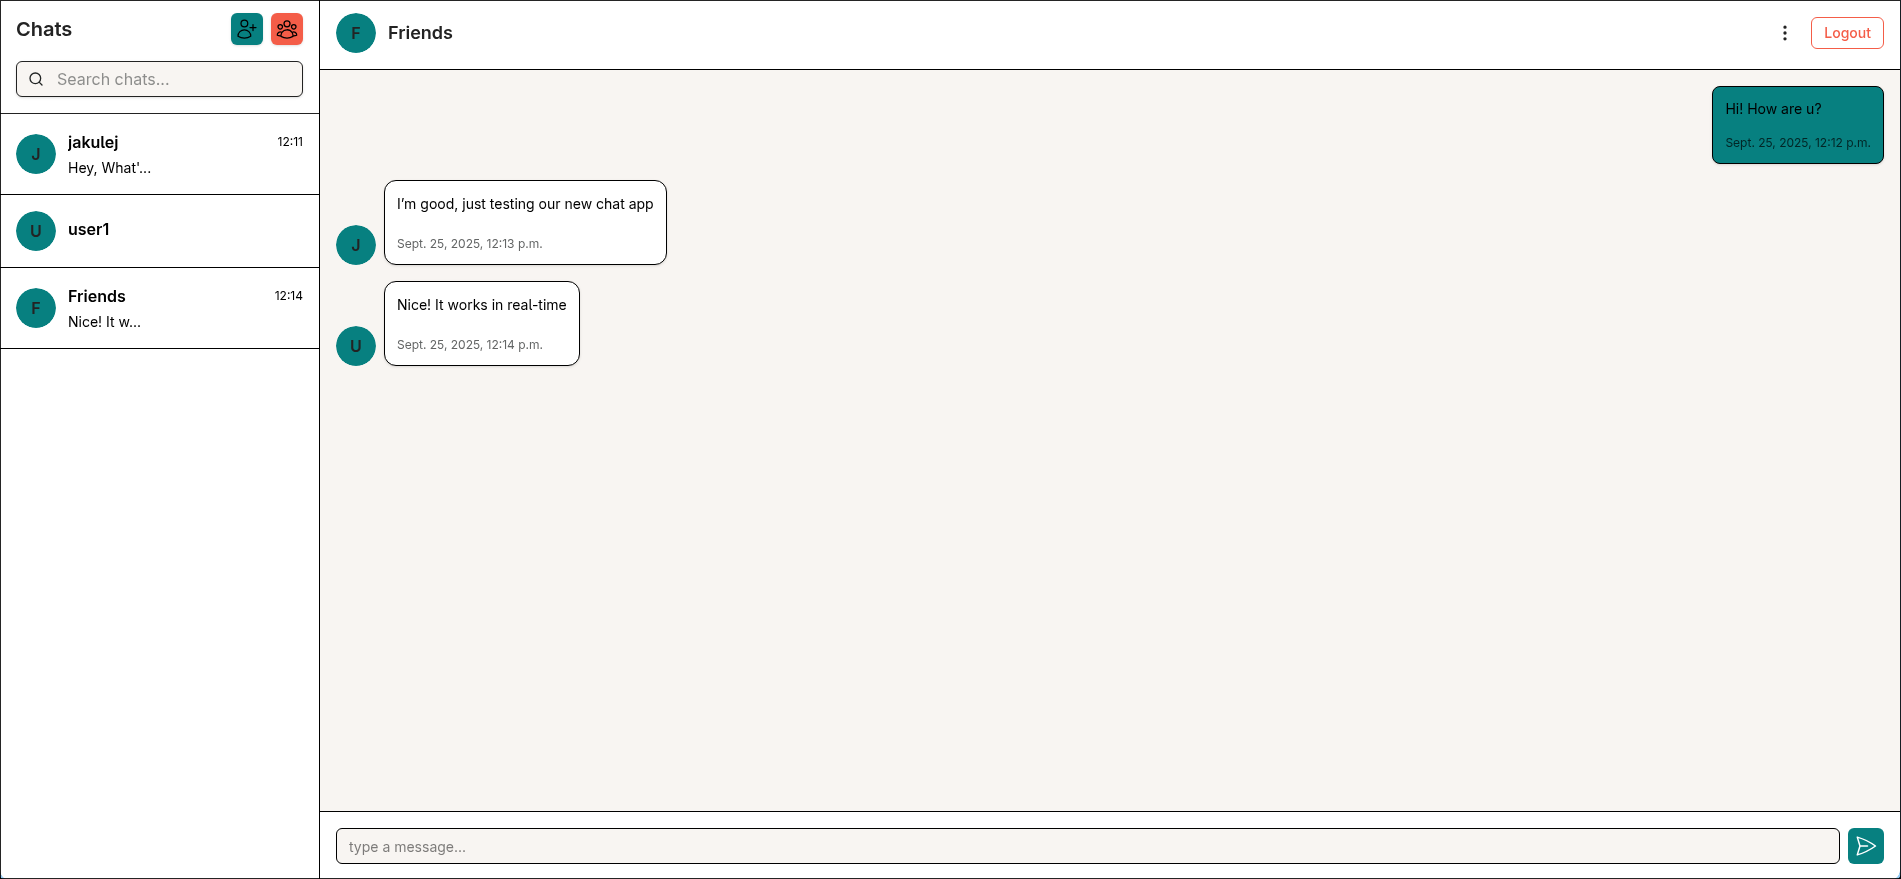 Chats
Search chats...
J
jakulej
12:11
Hey, What'...
U
user1
F
Friends
12:14
Nice! It w...
F
Friends
Logout
Hi! How are u?
Sept. 25, 2025, 12:12 p.m.
I'm good, just testing our new chat app
Sept. 25, 2025, 12:13 p.m.
J
Nice! It works in real-time
Sept. 25, 2025, 12:14 p.m.
U
type a message...